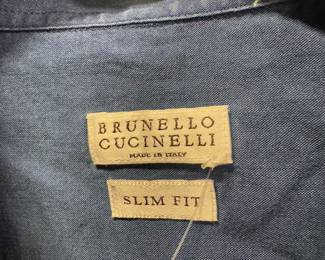 BRUNELLO
CUCINELLI
MADE IN ITALY
SLIM FIT